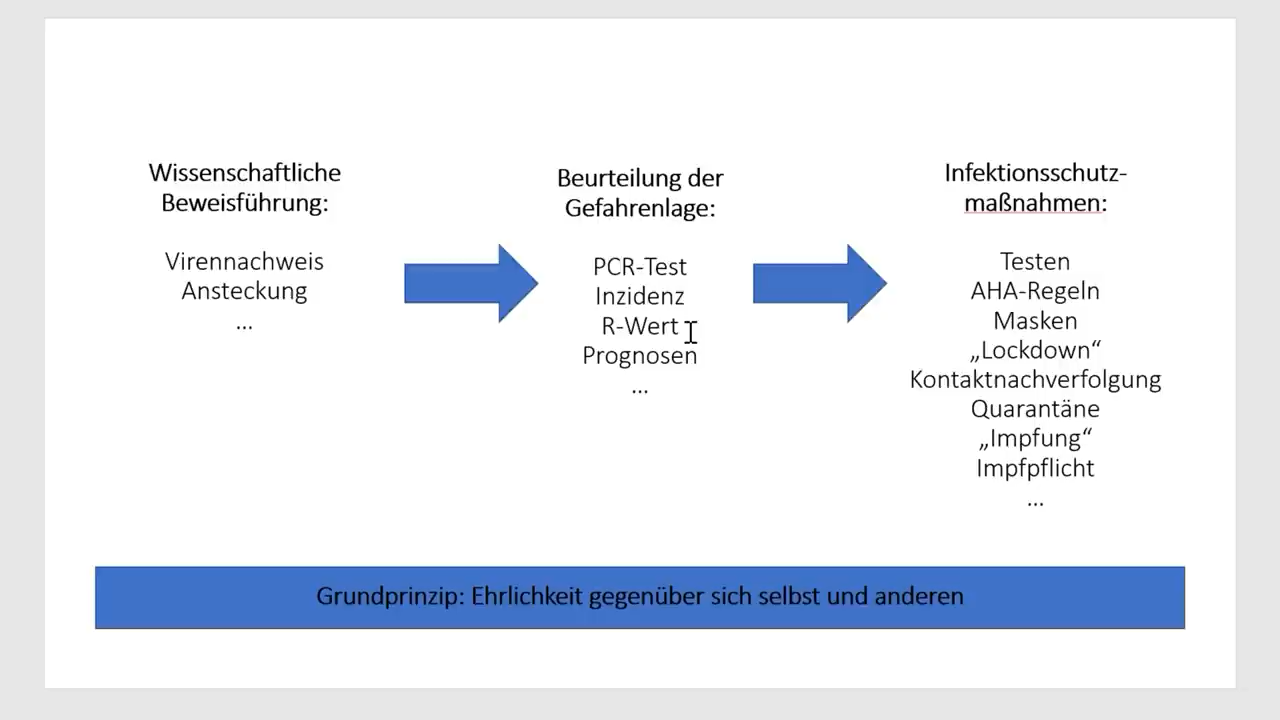 Wissenschaftliche
Beweisführung:
Virennachweis
Ansteckung
...
Beurteilung der
Gefahrenlage:
PCR-Test
Inzidenz
R-Wert
Prognosen
...
Infektionsschutz-
maßnahmen:
Testen
AHA-Regeln
Masken
„Lockdown“
Kontaktnachverfolgung
Quarantäne
„Impfung“
Impfpflicht
...
Grundprinzip: Ehrlichkeit gegenüber sich selbst und anderen